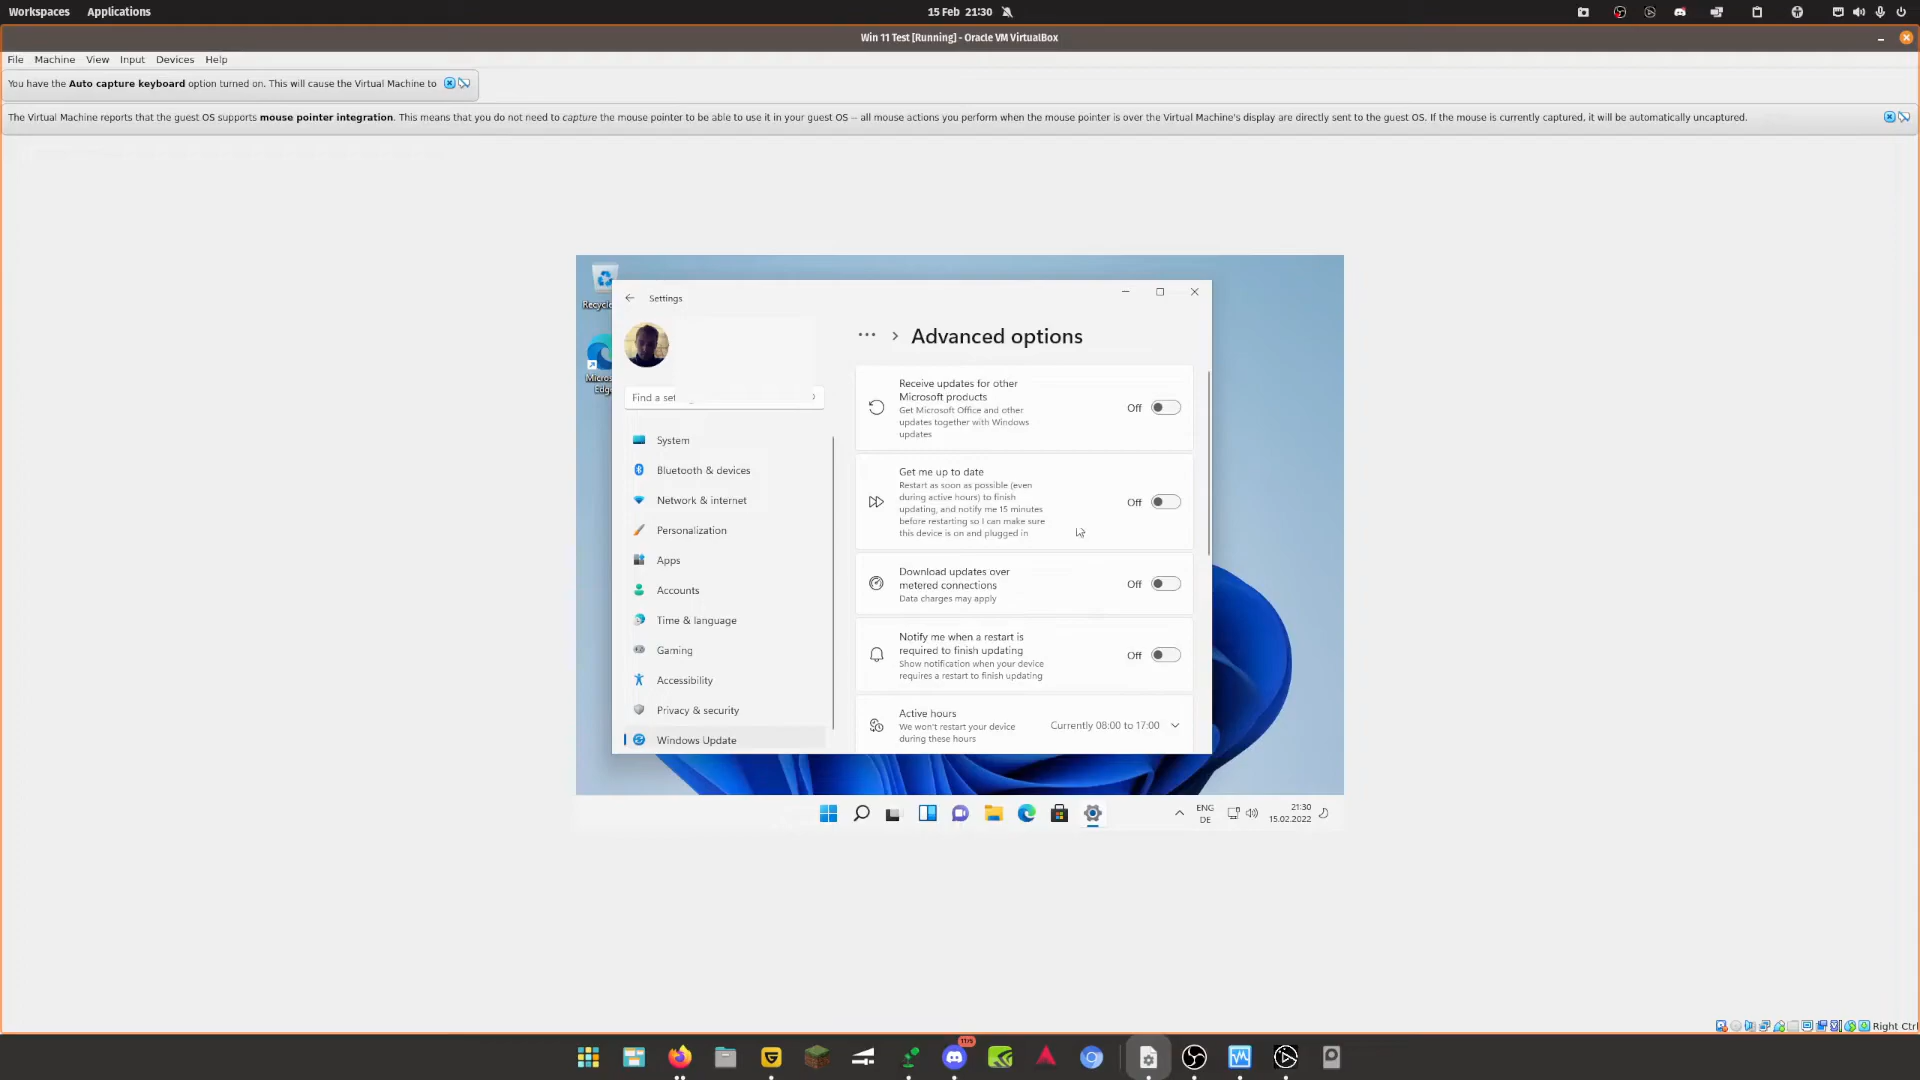 Workspaces Applications 15 Feb 21:30
Win 11 Test [Running] - Oracle VM VirtualBox
File Machine View Input Devices Help
You have the Auto capture keyboard option turned on. This will cause the Virtual Machine to
The Virtual Machine reports that the guest OS supports mouse pointer integration. This means that you do not need to capture the mouse pointer to be able to use it in your guest OS -- all mouse actions you perform when the mouse pointer is over the Virtual Machine's display are directly sent to the guest OS. If the mouse is currently captured, it will be automatically uncaptured.
Settings
Find a
System
Bluetooth & devices
Network & internet
Personalization
Apps
Accounts
Time & language
Gaming
Accessibility
Privacy & security
Windows Update
Advanced options
Receive updates for other
Microsoft products
Get Microsoft Office and other
updates together with Windows
updates
Off
Get me up to date
Restart as soon as possible (even
during active hours) to finish
updating, and notify me 15 minutes
before restarting so I can make sure
this device is on and plugged in
Off
Download updates over
metered connections
Data charges may apply
Off
Notify me when a restart is
required to finish updating
Show notification when your device
requires a restart to finish updating
Off
Active hours
We won't restart your device
during these hours
Currently 08:00 to 17:00
Edge
ENG
DE
21:30
15.02.2022
Right Ctrl